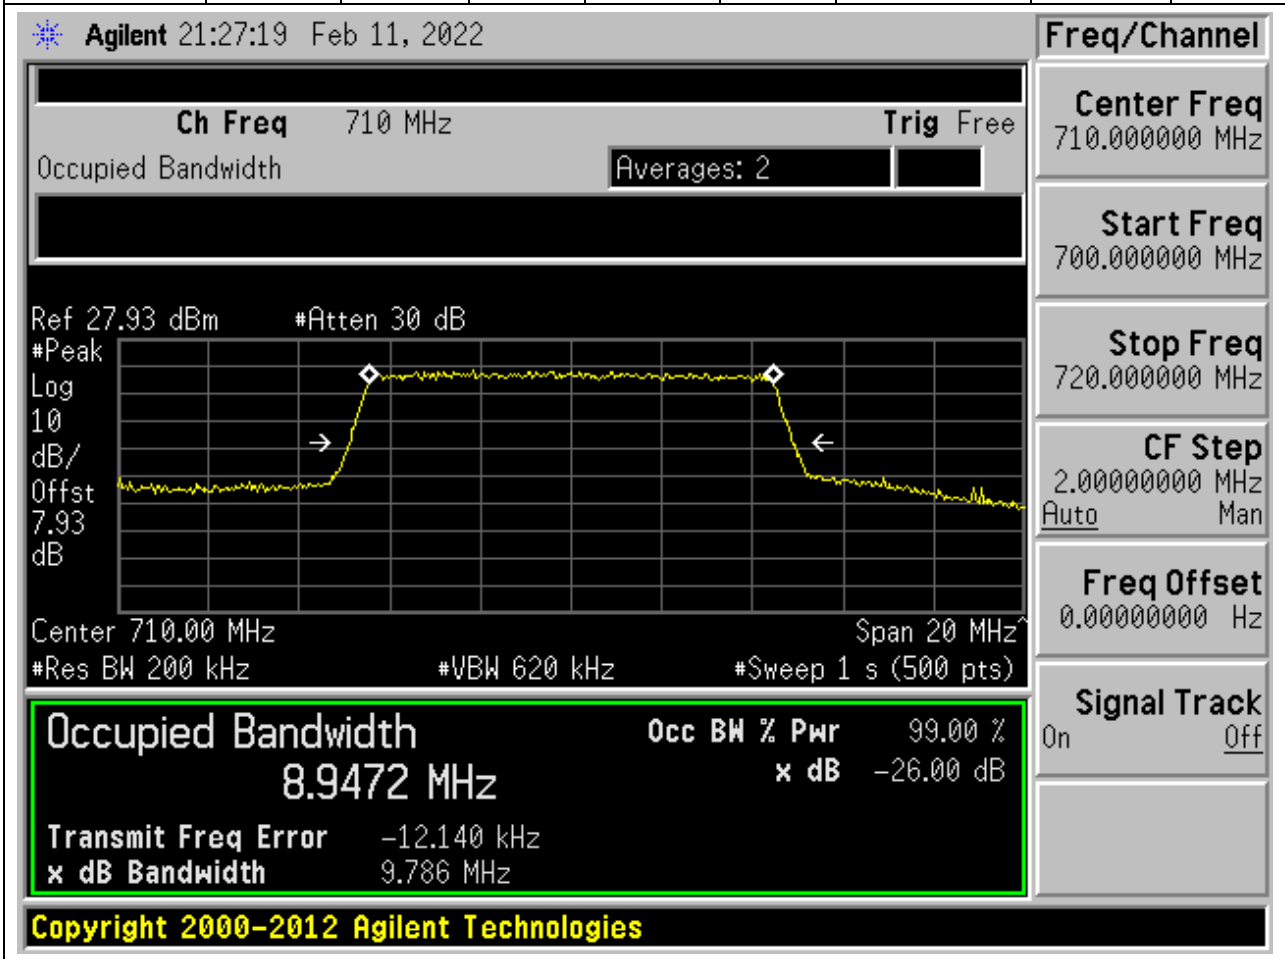 Agilent 21:27:19 Feb 11, 2022
Freq/Channel
Ch Freq 710 MHz Trig Free
Occupied Bandwidth Averages: 2
Center Freq
710.000000 MHz
Start Freq
700.000000 MHz
Stop Freq
720.000000 MHz
CF Step
2.00000000 MHz
Auto Man
Freq Offset
0.00000000 Hz
Signal Track
On Off
Ref 27.93 dBm #Atten 30 dB
#Peak
Log
10
dB/
Offst
7.93
dB
Center 710.00 MHz Span 20 MHz^
#Res BW 200 kHz #VBW 620 kHz #Sweep 1 s (500 pts)
Occupied Bandwidth Occ BW % Pwr 99.00 %
8.9472 MHz x dB -26.00 dB
Transmit Freq Error -12.140 kHz
x dB Bandwidth 9.786 MHz
Copyright 2000-2012 Agilent Technologies